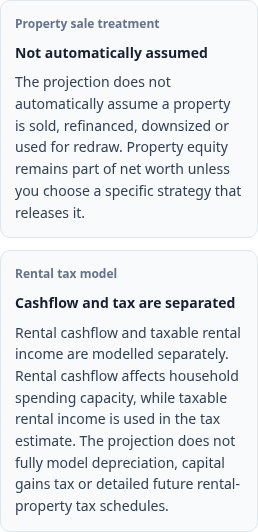 Property sale treatment
Not automatically assumed
The projection does not
automatically assume a property
is sold, refinanced, downsized or
used for redraw. Property equity
remains part of net worth unless
you choose a specific strategy that
releases it.
Rental tax model
Cashflow and tax are separated
Rental cashflow and taxable rental
income are modelled separately.
Rental cashflow affects household
spending capacity, while taxable
rental income is used in the tax
estimate. The projection does not
fully model depreciation, capital
gains tax or detailed future rental-
property tax schedules.